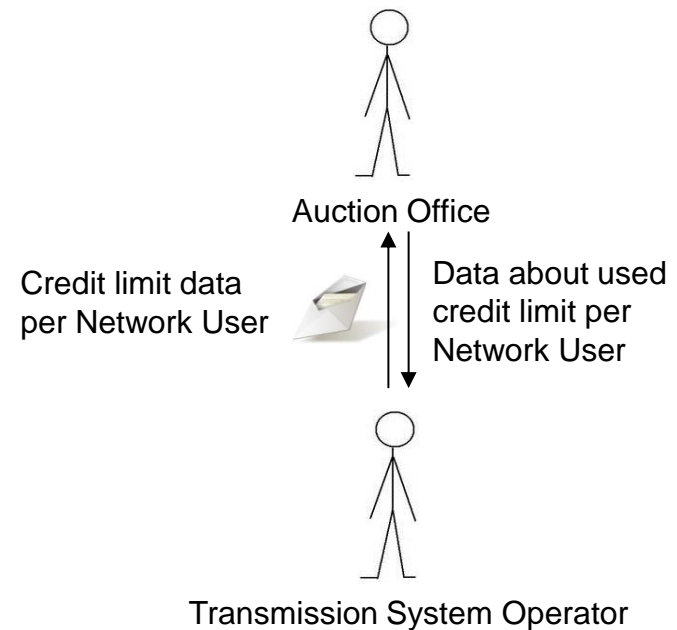 Auction Office
Credit limit data
per Network User
Data about used
credit limit per
Network User
Transmission System Operator